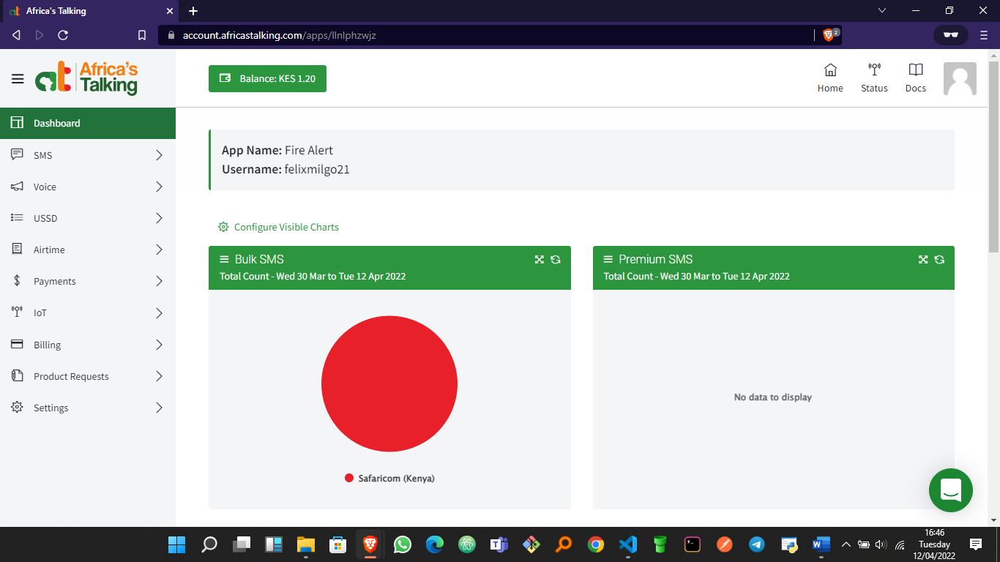 Africa's Talking
account.africastalking.com/apps/llnlphzwjz
2
Africa's
Talking
Balance: KES 1.20
Home
Status
Docs
Dashboard
SMS
Voice
USSD
Airtime
Payments
IoT
Billing
Product Requests
Settings
App Name: Fire Alert
Username: felixmilgo21
Configure Visible Charts
Bulk SMS
Total Count - Wed 30 Mar to Tue 12 Apr 2022
Safaricom (Kenya)
Premium SMS
Total Count - Wed 30 Mar to Tue 12 Apr 2022
No data to display
16:46
Tuesday
12/04/2022